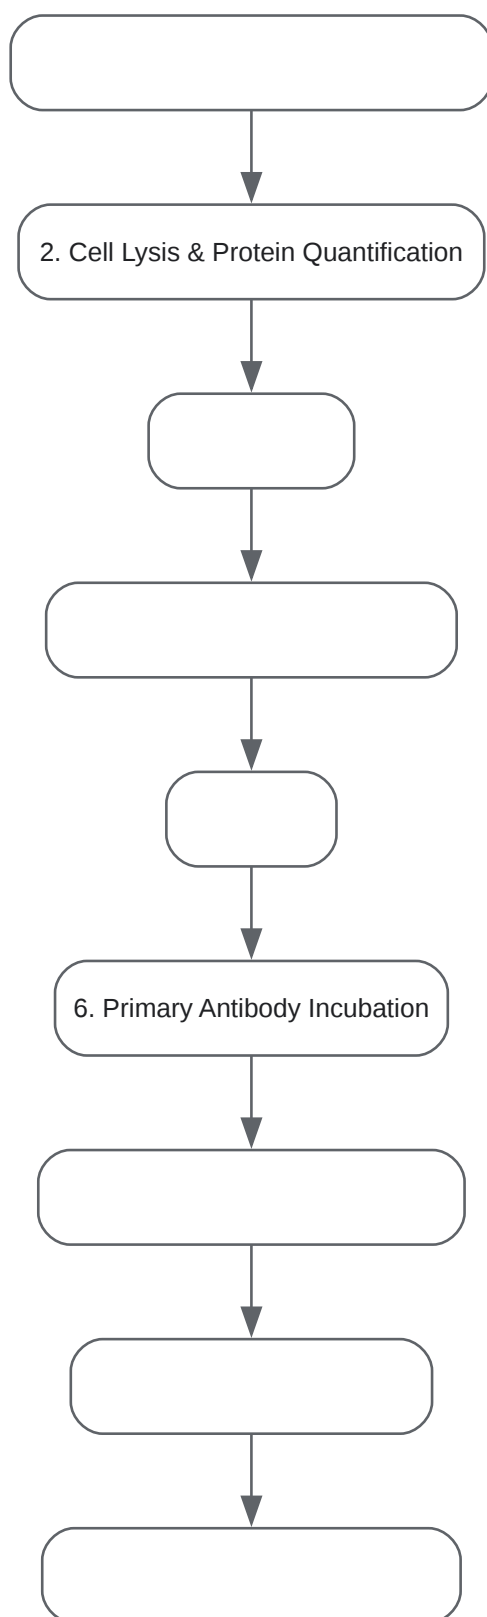 2. Cell Lysis & Protein Quantification
6. Primary Antibody Incubation